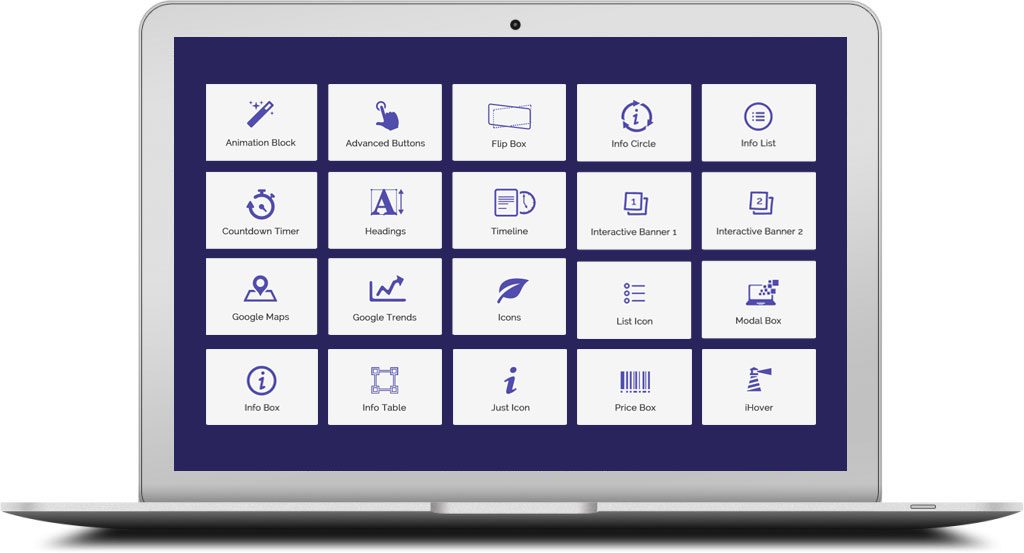 Animation Block
Advanced Buttons
Flip Box
Info Circle
Info List
Countdown Timer
Headings
Timeline
Interactive Banner 1
Interactive Banner 2
Google Maps
Google Trends
Icons
List Icon
Modal Box
Info Box
Info Table
Just Icon
Price Box
iHover